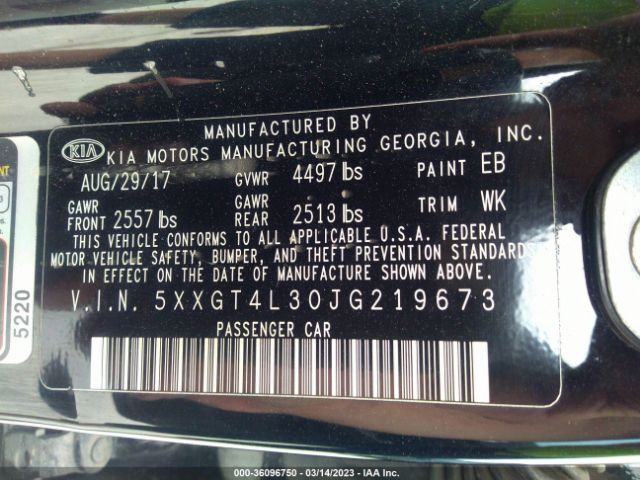 MANUFACTURED BY
KIA KIA MOTORS MANUFACTURING GEORGIA, INC.
AUG/29/17 GVWR 4497 lbs PAINT EB
GAWR FRONT 2557 lbs GAWR REAR 2513 lbs TRIM WK
THIS VEHICLE CONFORMS TO ALL APPLICABLE U.S.A. FEDERAL
MOTOR VEHICLE SAFETY, BUMPER, AND THEFT PREVENTION STANDARDS
IN EFFECT ON THE DATE OF MANUFACTURE SHOWN ABOVE.
V.I.N. 5XXGT4L30JG219673
PASSENGER CAR
5220
000-36096750 — 03/14/2023 — IAA Inc.